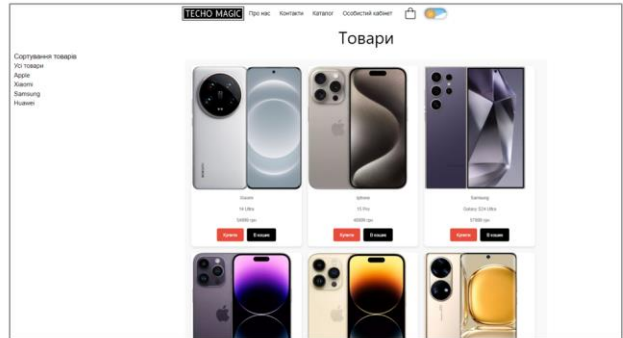 TECHO MAGIC Про нас Контакти Каталог Особистий кабінет
Товари
Сортування товарів
Усі товари
Apple
Xiaomi
Samsung
Huawei
Xiaomi Iphone Samsung
14 Ultra 15 Pro Galaxy S24 Ultra
Купити В кошик Купити В кошик Купити В кошик